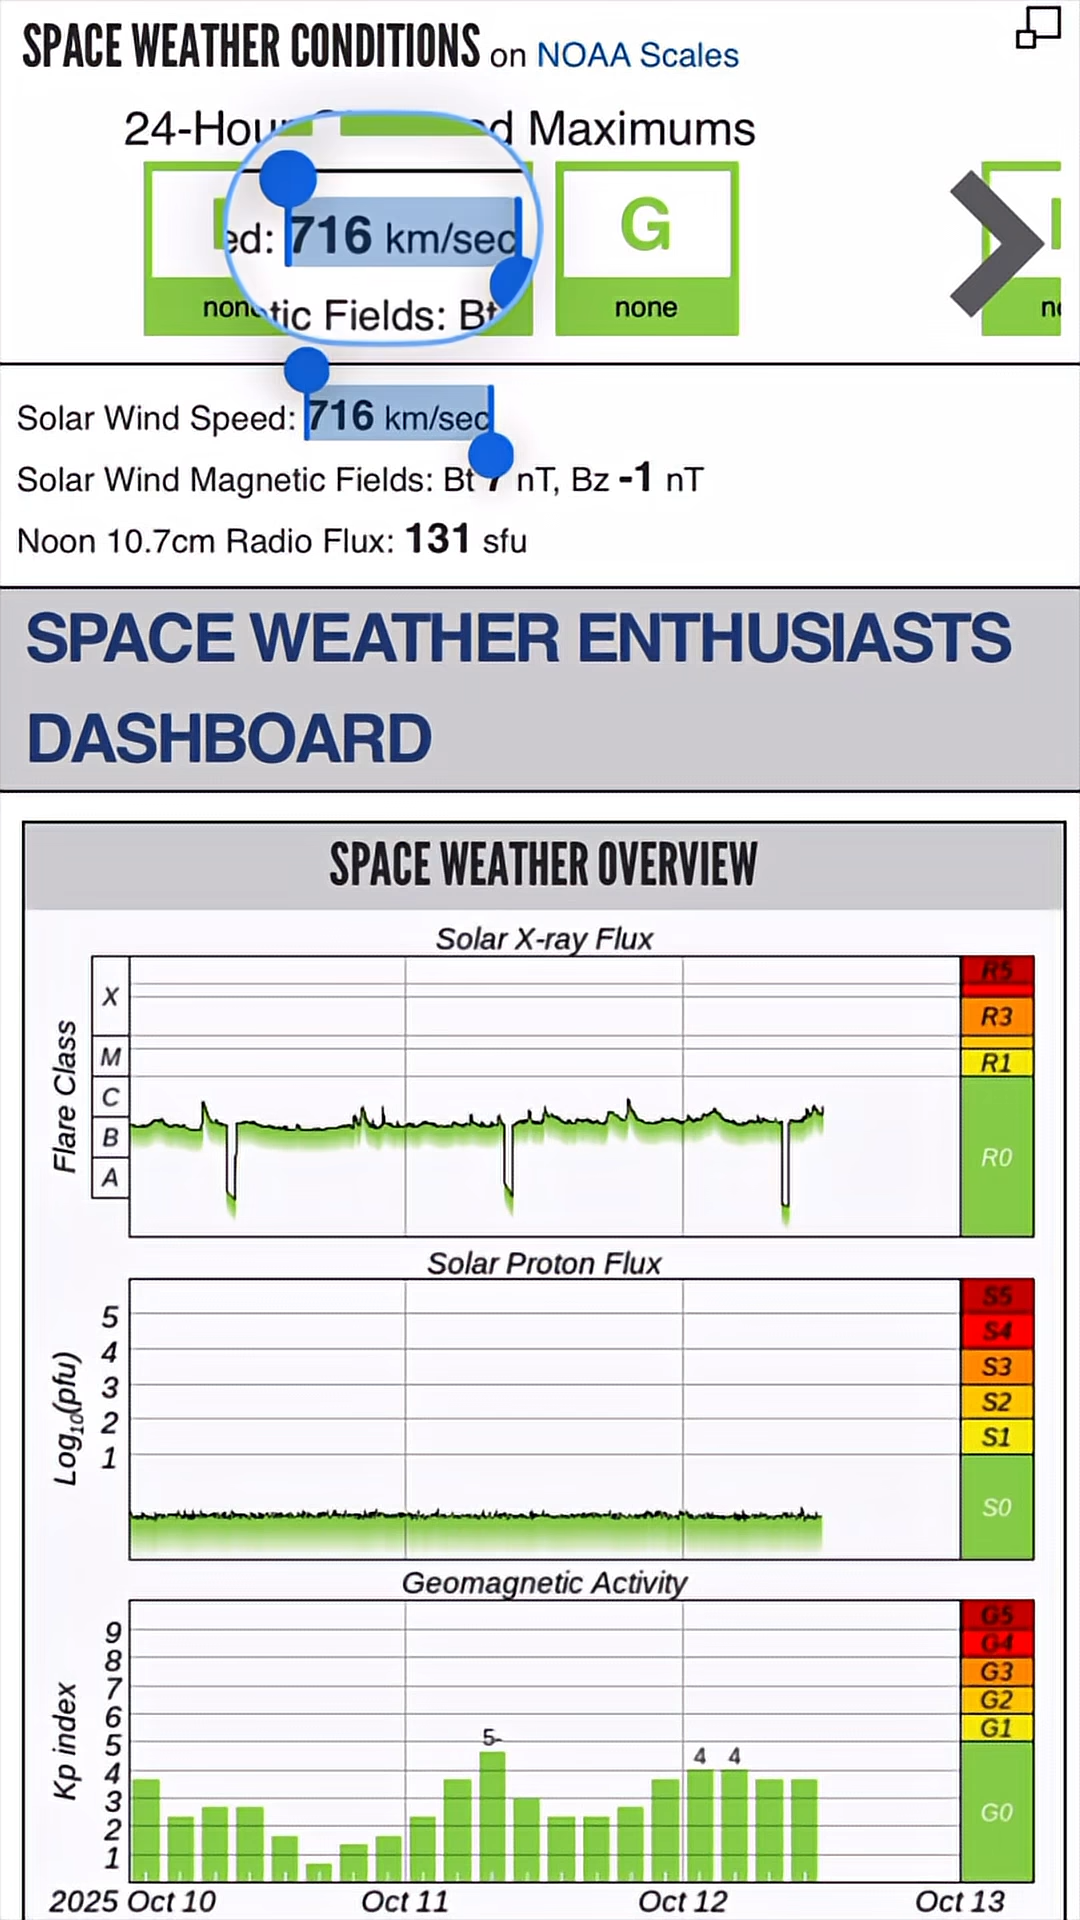 SPACE WEATHER CONDITIONS on NOAA Scales
24-Hour Maximums
ed: 716 km/sec
tic Fields: Bt
G
none
Solar Wind Speed: 716 km/sec
Solar Wind Magnetic Fields: Bt 7 nT, Bz -1 nT
Noon 10.7cm Radio Flux: 131 sfu
SPACE WEATHER ENTHUSIASTS
DASHBOARD
SPACE WEATHER OVERVIEW
Solar X-ray Flux
Flare Class
X
M
C
B
A
R5
R3
R1
R0
Solar Proton Flux
Log10(pfu)
5
4
3
2
1
S5
S4
S3
S2
S1
S0
Geomagnetic Activity
Kp index
9
8
7
6
5
4
3
2
1
5-
4 4
G5
G4
G3
G2
G1
G0
2025 Oct 10 Oct 11 Oct 12 Oct 13